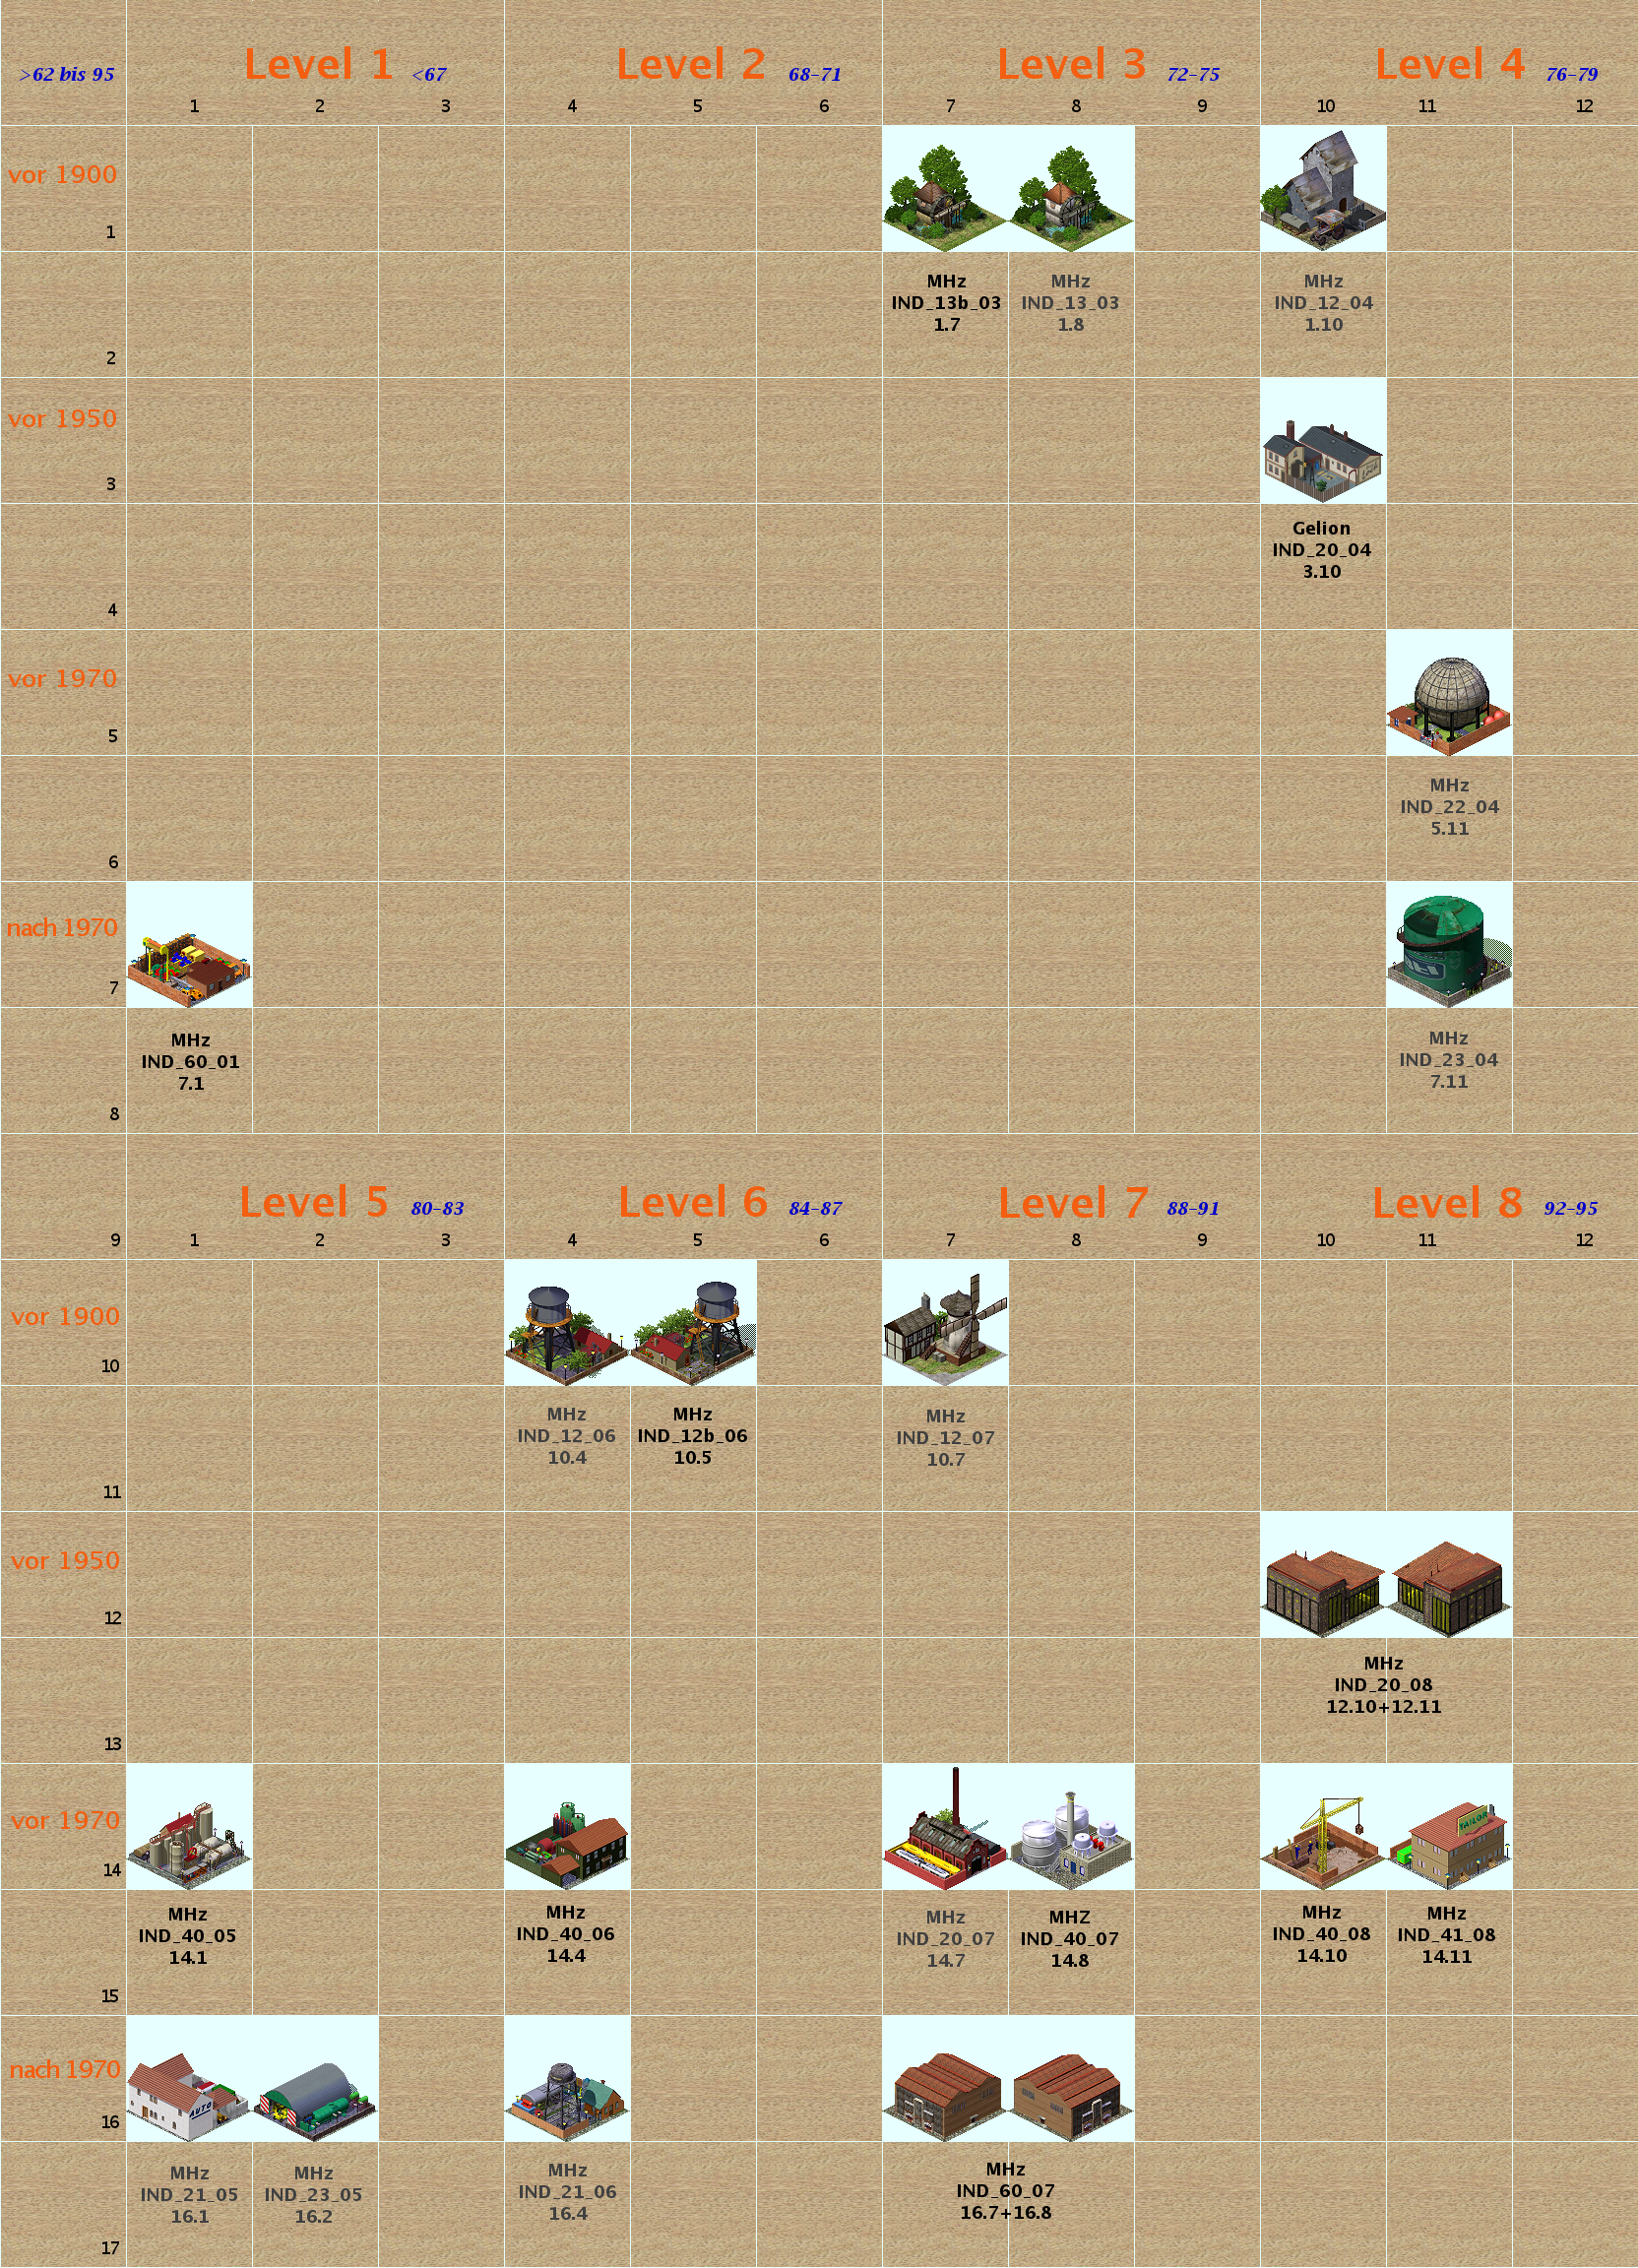 >62 bis 95 Level 1 <67 Level 2 68-71 Level 3 72-75 Level 4 76-79
1 2 3 4 5 6 7 8 9 10 11 12
vor 1900
1
MHz
IND_13b_03
1.7
MHz
IND_13_03
1.8
MHz
IND_12_04
1.10
2
vor 1950
3
Gelion
IND_20_04
3.10
4
vor 1970
5
MHz
IND_22_04
5.11
6
nach 1970
7
MHz
IND_60_01
7.1
MHz
IND_23_04
7.11
8
Level 5 80-83 Level 6 84-87 Level 7 88-91 Level 8 92-95
9 1 2 3 4 5 6 7 8 9 10 11 12
vor 1900
10
MHz
IND_12_06
10.4
MHz
IND_12b_06
10.5
MHz
IND_12_07
10.7
11
vor 1950
12
MHz
IND_20_08
12.10+12.11
13
vor 1970
TAILOR
14
MHz
IND_40_05
14.1
MHz
IND_40_06
14.4
MHz
IND_20_07
14.7
MHZ
IND_40_07
14.8
MHz
IND_40_08
14.10
MHz
IND_41_08
14.11
15
nach 1970
AUTO
16
MHz
IND_21_05
16.1
MHz
IND_23_05
16.2
MHz
IND_21_06
16.4
MHz
IND_60_07
16.7+16.8
17